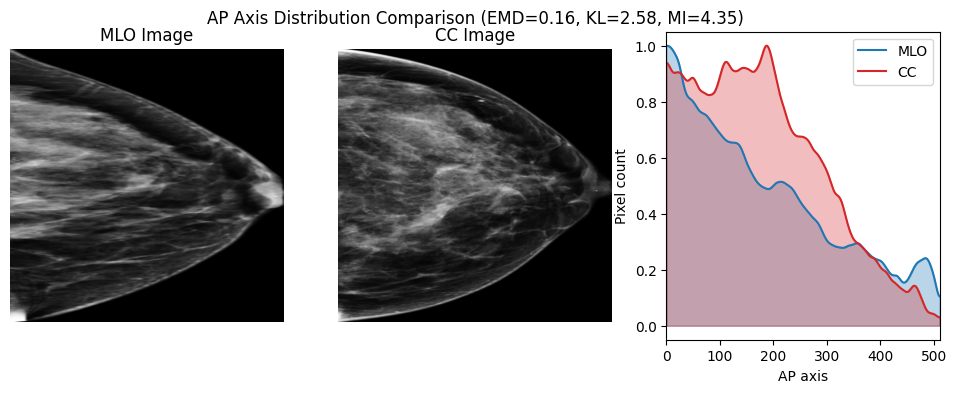 AP Axis Distribution Comparison (EMD=0.16, KL=2.58, MI=4.35)
MLO Image
CC Image
MLO
CC
Pixel count
1.0
0.8
0.6
0.4
0.2
0.0
0 100 200 300 400 500
AP axis